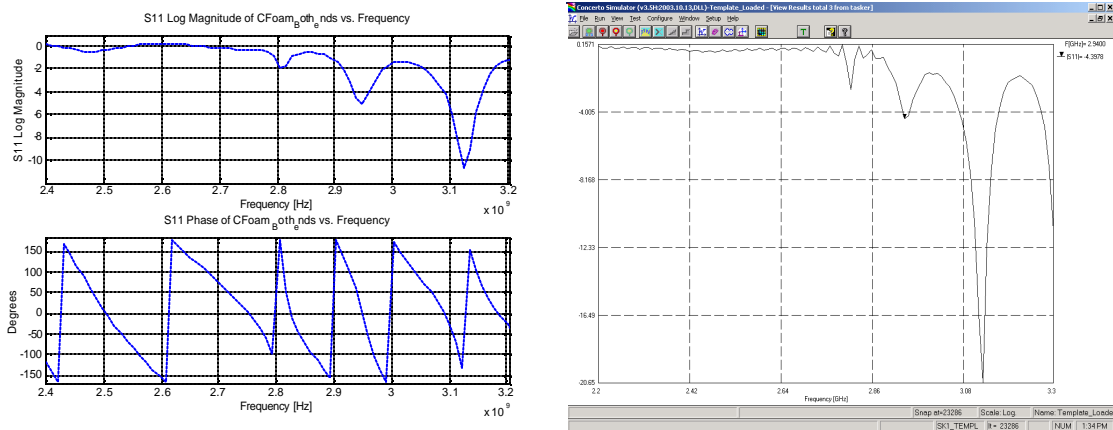 S11 Log Magnitude of CFoam_Both_ends vs. Frequency
0
-2
4
6
8
-10
S11 Log Magnitude
2.4 2.5 2.6 2.7 2.8 2.9 3 3.1 3.2
Frequency [Hz]
x 10^9
S11 Phase of CFoam_Both_ends vs. Frequency
150
100
50
0
-50
-100
-150
Degrees
2.4 2.5 2.6 2.7 2.8 2.9 3 3.1 3.2
Frequency [Hz]
x 10^9
Concerto Simulator (v3.5H:2003.10.13,DLL)-Template_Loaded - [View Results total 3 from tasker]
File Run View Test Configure Window Setup Help
T
?
0.1571
F[GHz]= 2.9400
|S11|= -4.3978
-4.005
-8.168
-12.33
-16.49
-20.65
2.2 2.42 2.64 2.86 3.08 3.3
Frequency [GHz]
Snap at=23286 Scale: Log Name: Template_Loade
SK1_TEMPL It = 23286 NUM 1:34 PM